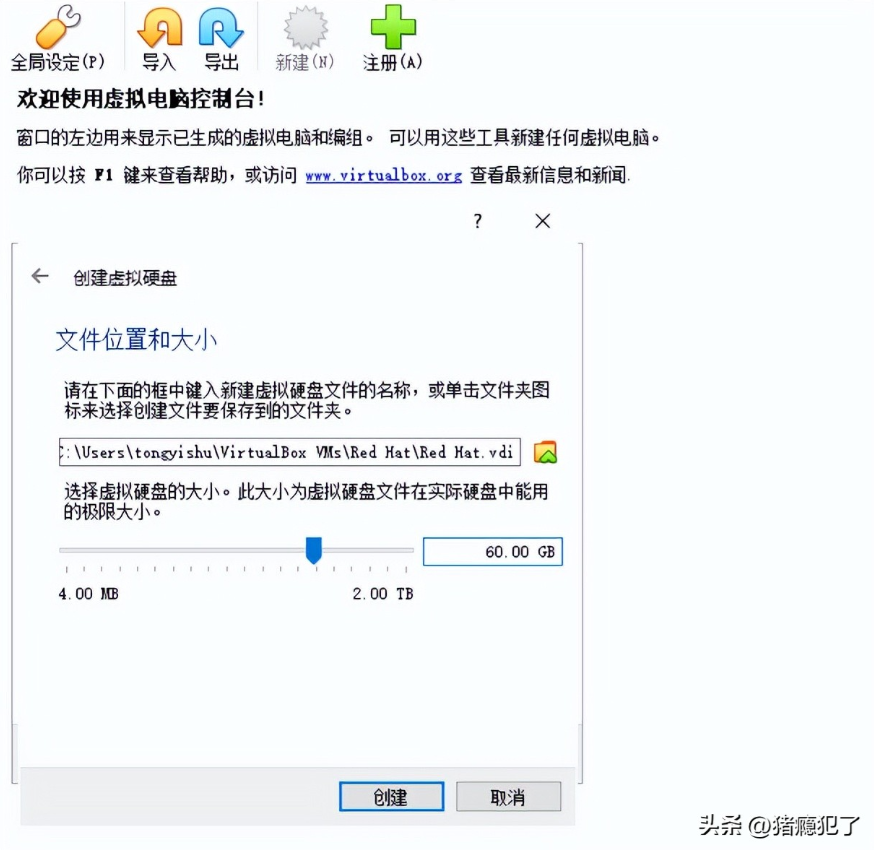 全局设定(P)
导入
导出
新建(N)
注册(A)
欢迎使用虚拟电脑控制台!
窗口的左边用来显示已生成的虚拟电脑和编组。 可以用这些工具新建任何虚拟电脑。
你可以按 F1 键来查看帮助，或访问 www.virtualbox.org 查看最新信息和新闻.
?
创建虚拟硬盘
文件位置和大小
请在下面的框中键入新建虚拟硬盘文件的名称，或单击文件夹图
标来选择创建文件要保存到的文件夹。
C:\Users\tongyishu\VirtualBox VMs\Red Hat\Red Hat.vdi
选择虚拟硬盘的大小。此大小为虚拟硬盘文件在实际硬盘中能用
的极限大小。
60.00 GB
4.00 MB
2.00 TB
创建
取消
头条 @猪瘾犯了